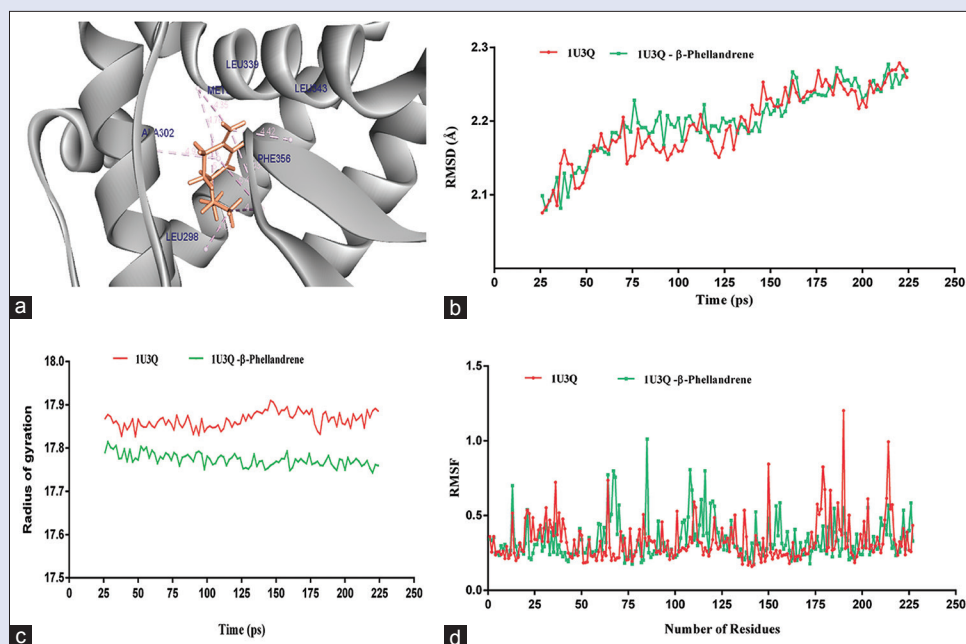 LEU339
MET
LEU343
ALA302
4.42
PHE356
LEU298
a
1U3Q
1U3Q - β-Phellandrene
2.3
2.2
2.1
RMSD (Å)
0 25 50 75 100 125 150 175 200 225 250
Time (ps)
b
1U3Q
1U3Q -β-Phellandrene
18.0
17.9
17.8
17.7
17.6
17.5
Radius of gyration
0 25 50 75 100 125 150 175 200 225 250
Time (ps)
c
1U3Q
1U3Q-β-Phellandrene
1.5
1.0
0.5
0.0
RMSF
0 25 50 75 100 125 150 175 200 225 250
Number of Residues
d